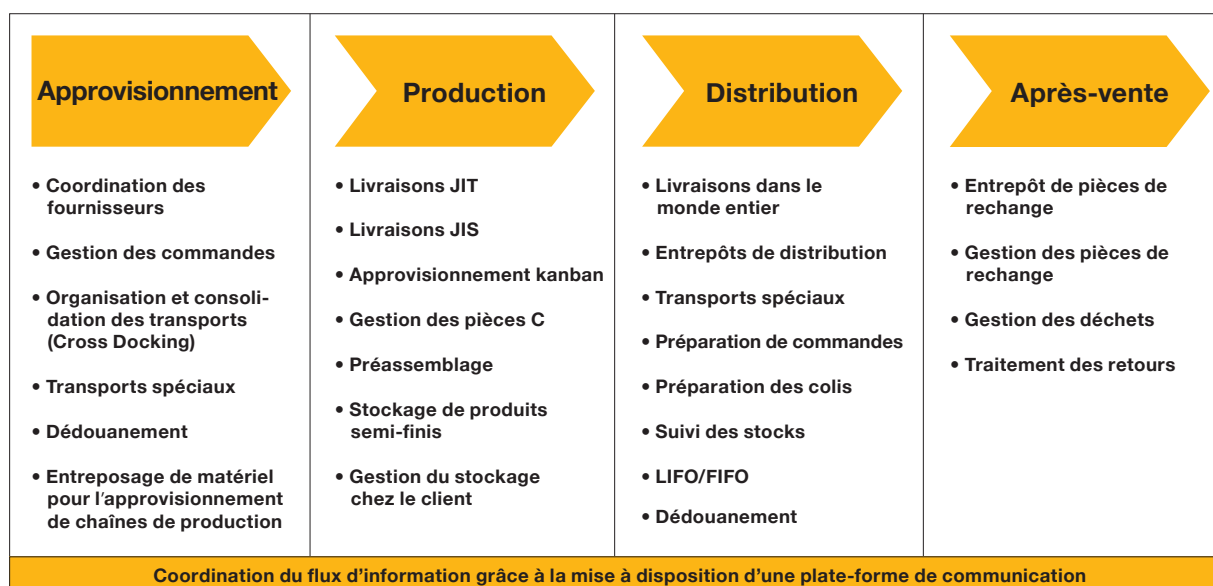 Approvisionnement
• Coordination des
fournisseurs
• Gestion des commandes
• Organisation et consoli-
dation des transports
(Cross Docking)
• Transports spéciaux
• Dédouanement
• Entreposage de matériel
pour l'approvisionnement
de chaînes de production
Production
• Livraisons JIT
• Livraisons JIS
• Approvisionnement kanban
• Gestion des pièces C
• Préassemblage
• Stockage de produits
semi-finis
• Gestion du stockage
chez le client
Distribution
• Livraisons dans le
monde entier
• Entrepôts de distribution
• Transports spéciaux
• Préparation de commandes
• Préparation des colis
• Suivi des stocks
• LIFO/FIFO
• Dédouanement
Après-vente
• Entrepôt de pièces de
rechange
• Gestion des pièces de
rechange
• Gestion des déchets
• Traitement des retours
Coordination du flux d'information grâce à la mise à disposition d'une plate-forme de communication